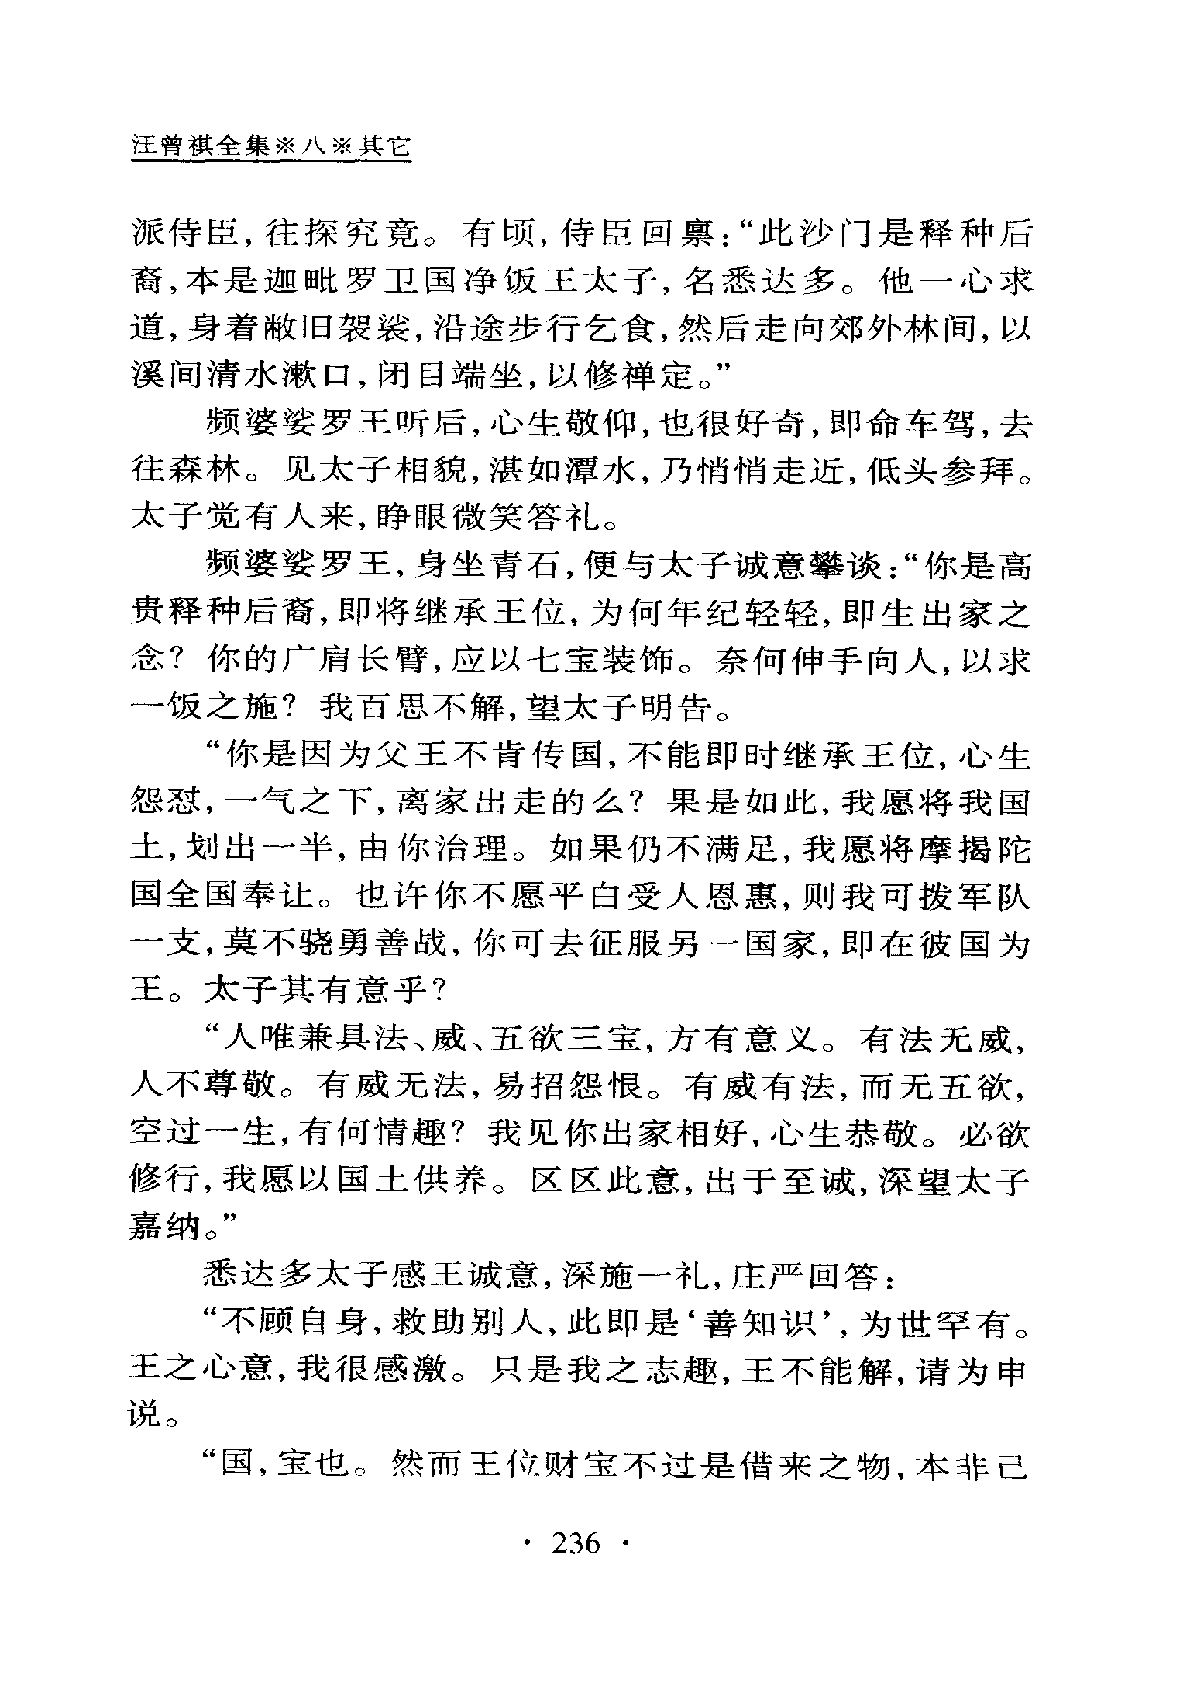 汪曾祺全集※八※其它
派侍臣，往探究竟。有顷，侍臣回禀：“此沙门是释种后
裔，本是迦毗罗卫国净饭王太子，名悉达多。他一心求
道，身着敝旧袈裟，沿途步行乞食，然后走向郊外林间，以
溪间清水漱口，闭目端坐，以修禅定。”
频婆娑罗王听后，心生敬仰，也很好奇，即命车驾，去
往森林。见太子相貌，湛如潭水，乃悄悄走近，低头参拜。
太子觉有人来，睁眼微笑答礼。
频婆娑罗王，身坐青石，便与太子诚意攀谈：“你是高
贵释种后裔，即将继承王位，为何年纪轻轻，即生出家之
念？你的广肩长臂，应以七宝装饰。奈何伸手向人，以求
一饭之施？我百思不解，望太子明告。
“你是因为父王不肯传国，不能即时继承王位，心生
怨怼，一气之下，离家出走的么？果是如此，我愿将我国
土，划出一半，由你治理。如果仍不满足，我愿将摩揭陀
国全国奉让。也许你不愿平白受人恩惠，则我可拨军队
一支，莫不骁勇善战，你可去征服另一国家，即在彼国为
王。太子其有意乎？
“人唯兼具法、威、五欲三宝，方有意义。有法无威，
人不尊敬。有威无法，易招怨恨。有威有法，而无五欲，
空过一生，有何情趣？我见你出家相好，心生恭敬。必欲
修行，我愿以国土供养。区区此意，出于至诚，深望太子
嘉纳。”
悉达多太子感王诚意，深施一礼，庄严回答：
“不顾自身，救助别人，此即是‘善知识’，为世罕有。
王之心意，我很感激。只是我之志趣，王不能解，请为申
说。
“国，宝也。然而王位财宝不过是借来之物，本非己
· 236 ·